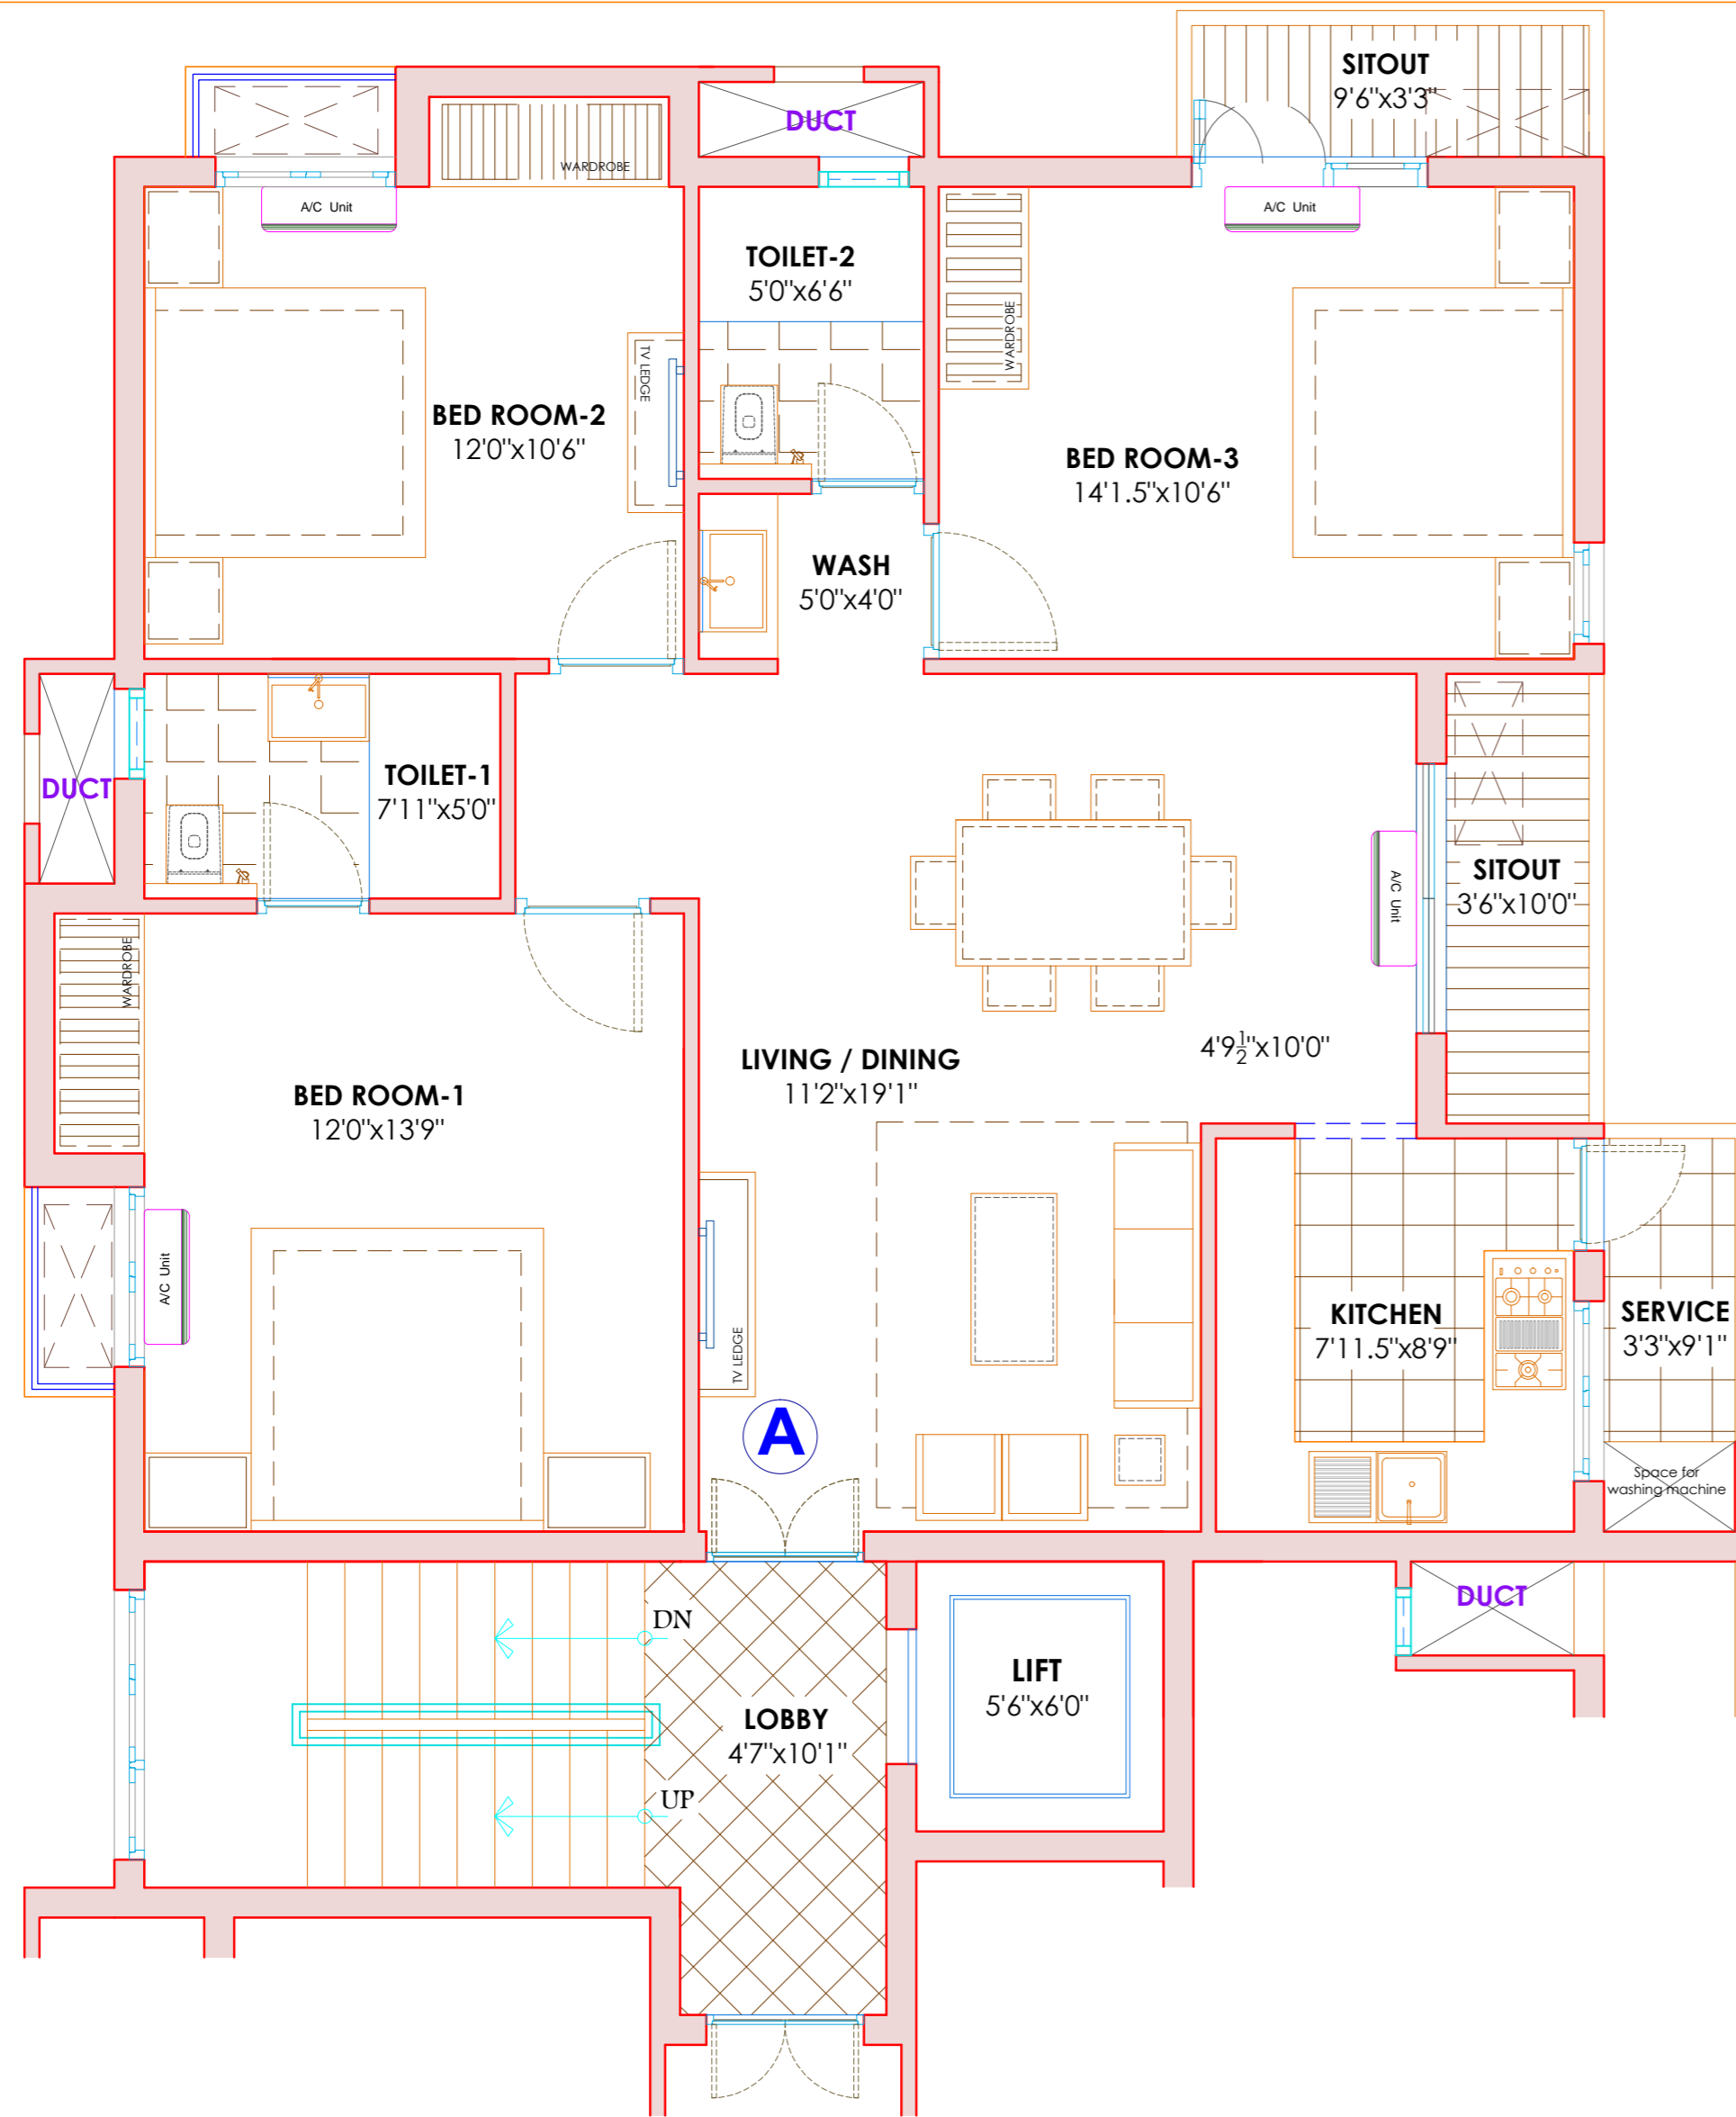 SITOUT
9'6"x3'3"
DUCT
WARDROBE
A/C Unit
A/C Unit
TOILET-2
5'0"x6'6"
WARDROBE
TV LEDGE
BED ROOM-2
12'0"x10'6"
BED ROOM-3
14'1.5"x10'6"
WASH
5'0"x4'0"
TOILET-1
7'11"x5'0"
DUCT
SITOUT
3'6"x10'0"
A/C Unit
WARDROBE
LIVING / DINING
11'2"x19'1"
4'9½"x10'0"
BED ROOM-1
12'0"x13'9"
A/C Unit
TV LEDGE
KITCHEN
7'11.5"x8'9"
SERVICE
3'3"x9'1"
A
Space for
washing machine
DUCT
DN
LIFT
5'6"x6'0"
LOBBY
4'7"x10'1"
UP